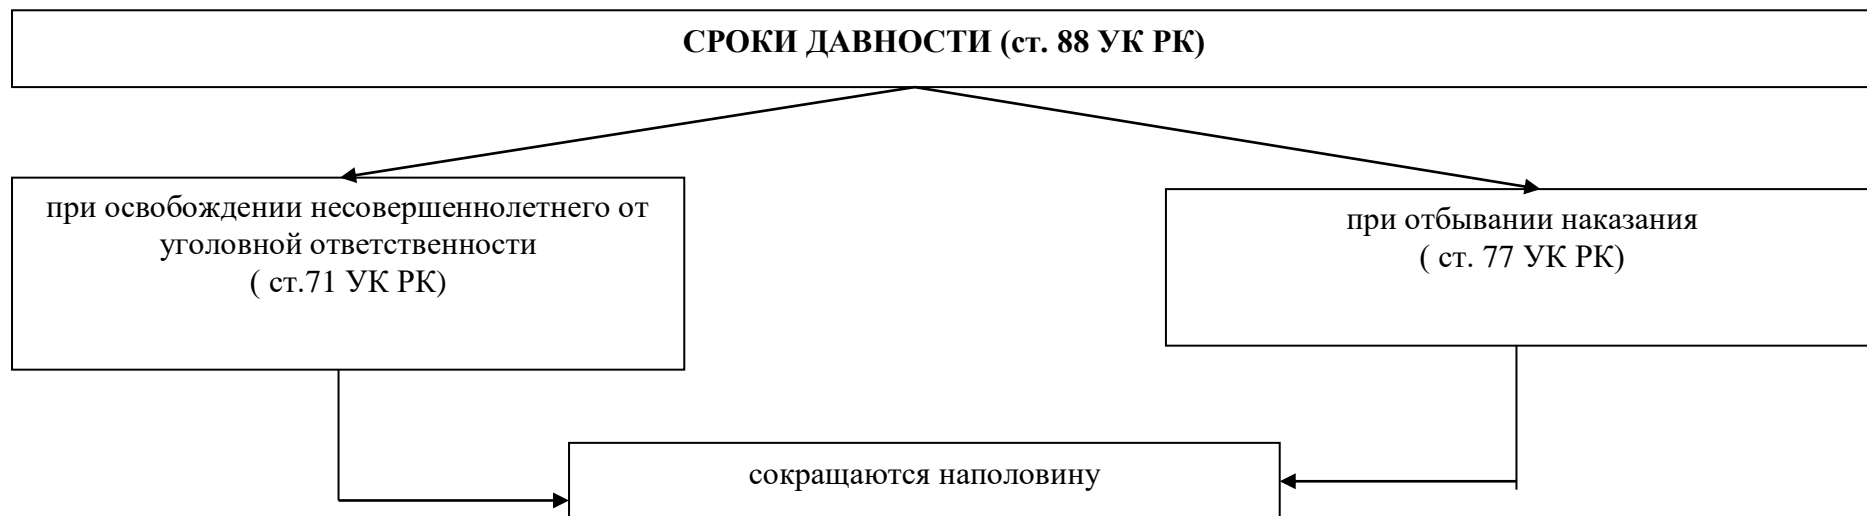 СРОКИ ДАВНОСТИ (ст. 88 УК РК)
при освобождении несовершеннолетнего от
уголовной ответственности
( ст.71 УК РК)
при отбывании наказания
( ст. 77 УК РК)
сокращаются наполовину